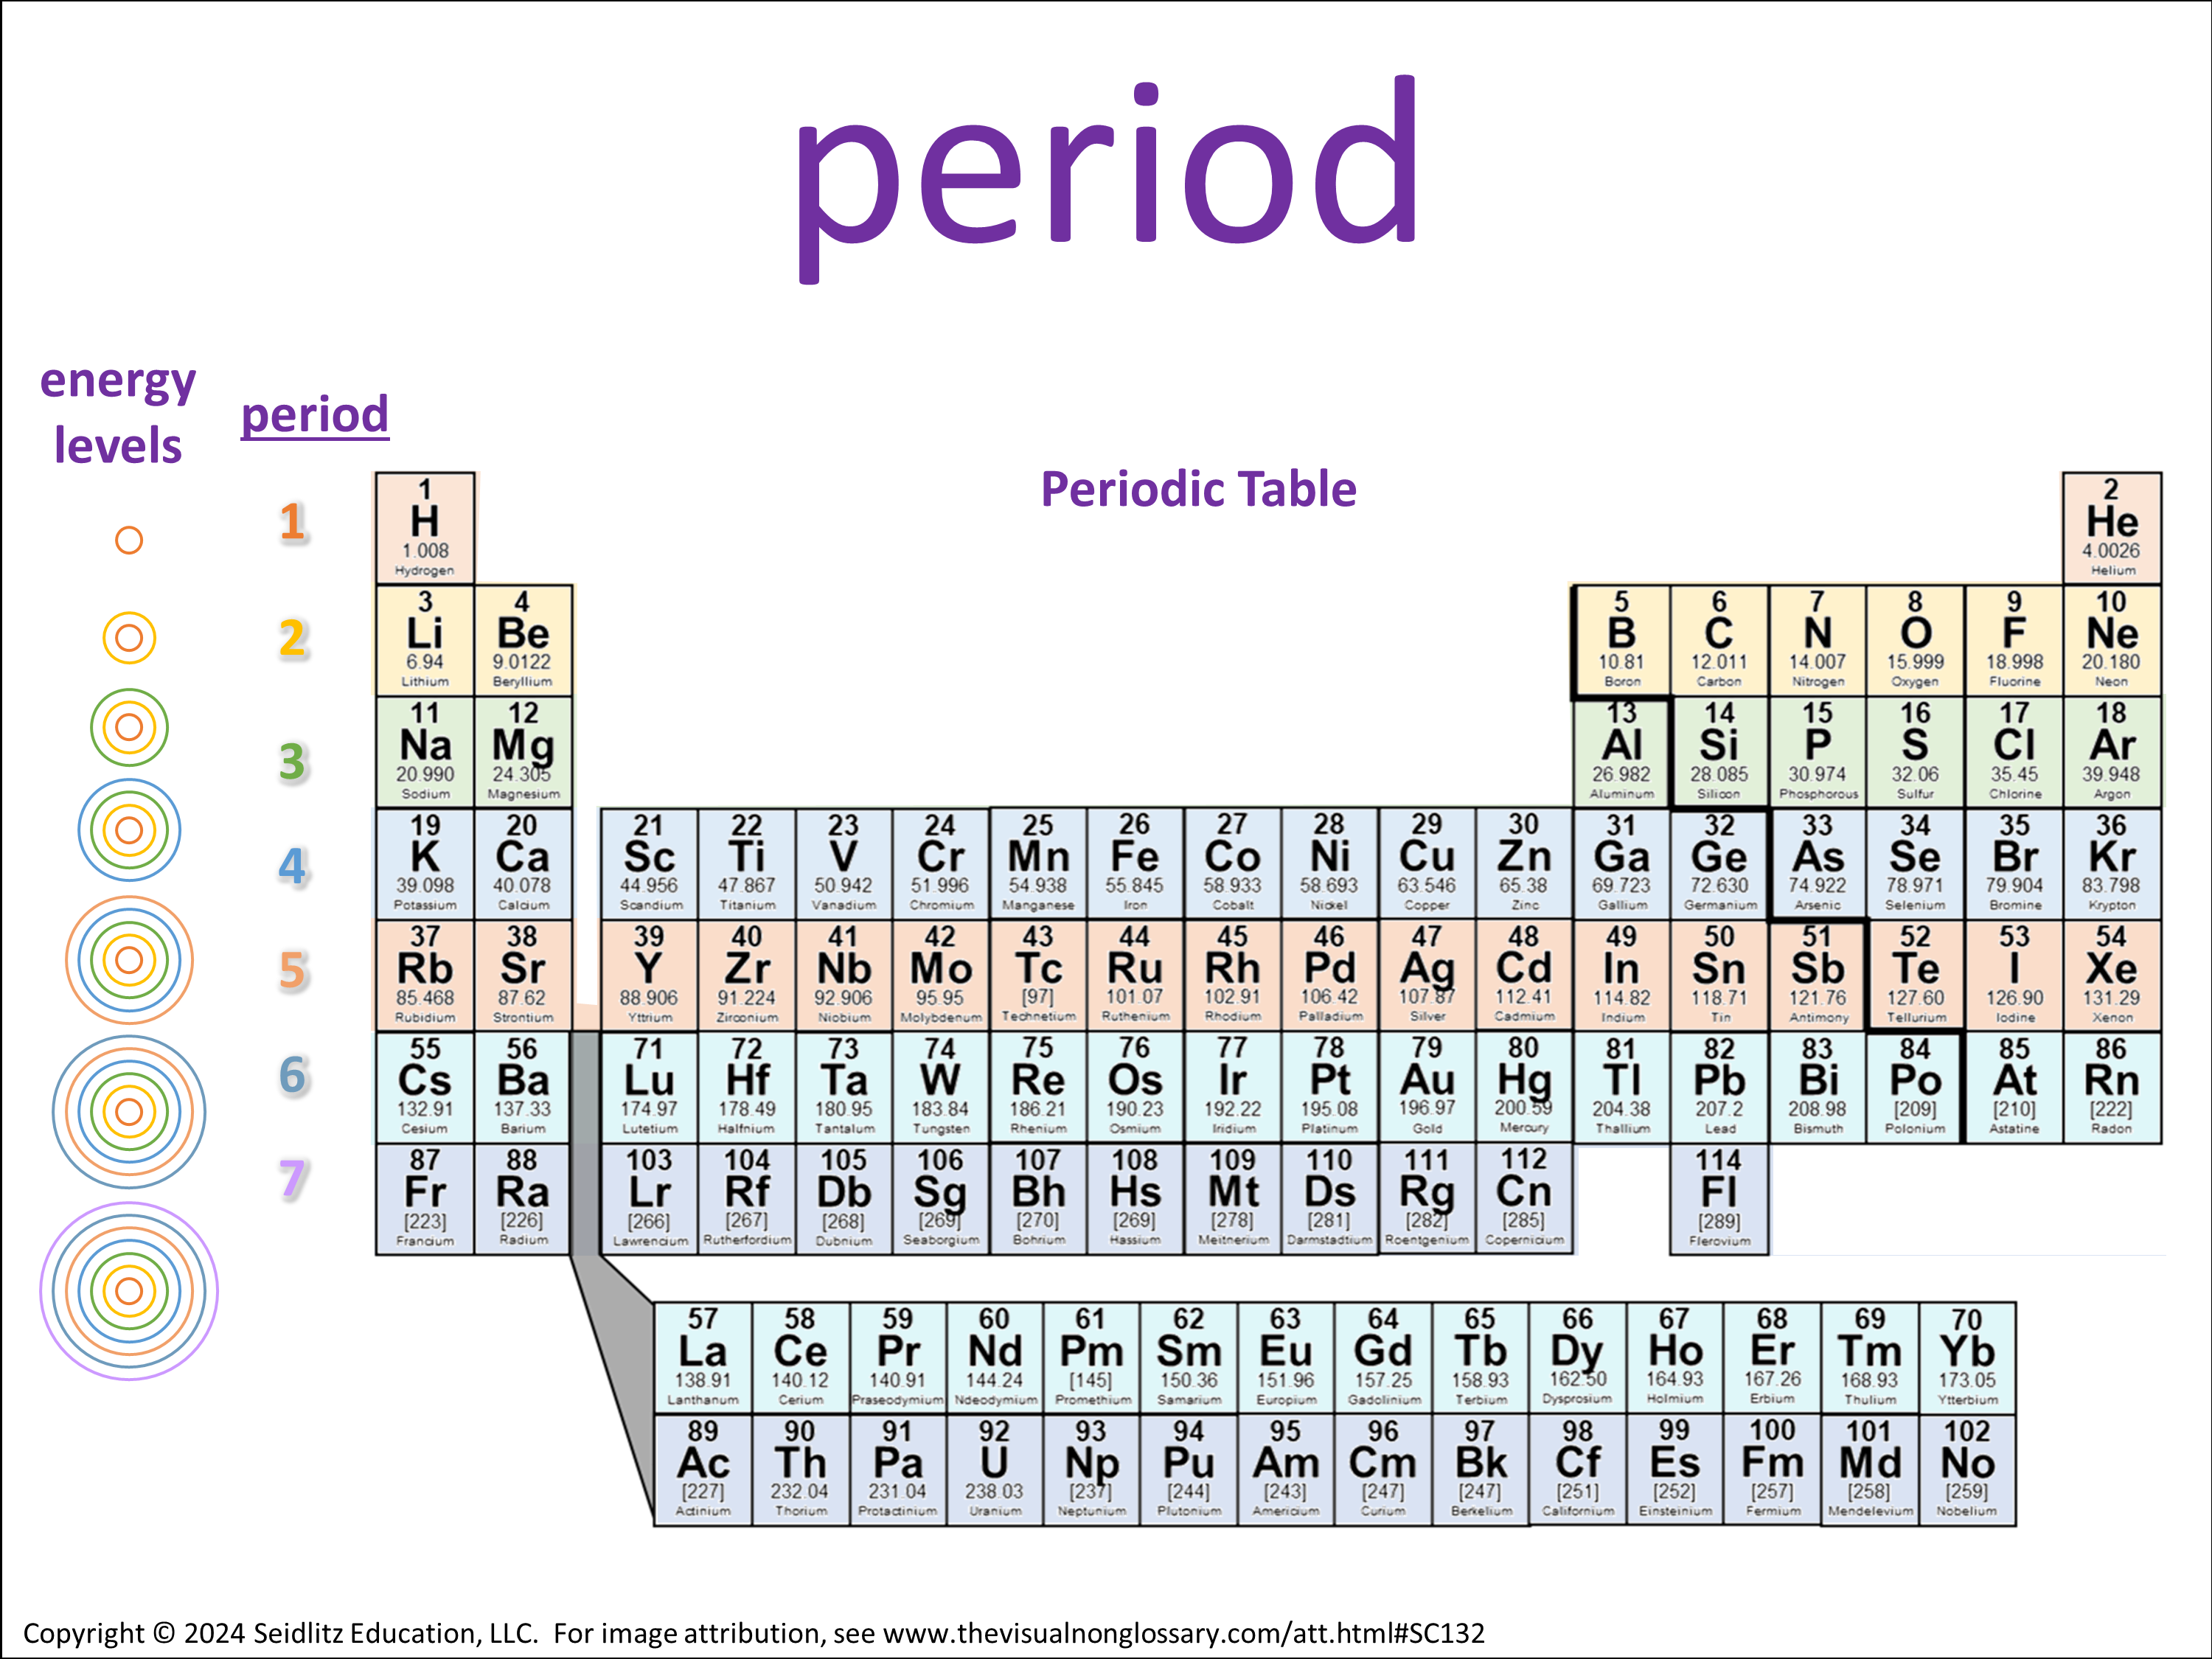 period
energy
levels
period
Periodic Table
1
2
3
4
5
6
7
1 2
H He
1.008 4.0026
Hydrogen Helium
3 4 5 6 7 8 9 10
Li Be B C N O F Ne
6.94 9.0122 10.81 12.011 14.007 15.999 18.998 20.180
Lithium Beryllium Boron Carbon Nitrogen Oxygen Fluorine Neon
11 12 13 14 15 16 17 18
Na Mg Al Si P S Cl Ar
20.990 24.305 26.982 28.085 30.974 32.06 35.45 39.948
Sodium Magnesium Aluminum Silicon Phosphorous Sulfur Chlorine Argon
19 20 21 22 23 24 25 26 27 28 29 30 31 32 33 34 35 36
K Ca Sc Ti V Cr Mn Fe Co Ni Cu Zn Ga Ge As Se Br Kr
39.098 40.078 44.956 47.867 50.942 51.996 54.938 55.845 58.933 58.693 63.546 65.38 69.723 72.630 74.922 78.971 79.904 83.798
Potassium Calcium Scandium Titanium Vanadium Chromium Manganese Iron Cobalt Nickel Copper Zinc Gallium Germanium Arsenic Selenium Bromine Krypton
37 38 39 40 41 42 43 44 45 46 47 48 49 50 51 52 53 54
Rb Sr Y Zr Nb Mo Tc Ru Rh Pd Ag Cd In Sn Sb Te I Xe
85.468 87.62 88.906 91.224 92.906 95.95 [97] 101.07 102.91 106.42 107.87 112.41 114.82 118.71 121.76 127.60 126.90 131.29
Rubidium Strontium Yttrium Zirconium Niobium Molybdenum Technetium Ruthenium Rhodium Palladium Silver Cadmium Indium Tin Antimony Tellurium Iodine Xenon
55 56 71 72 73 74 75 76 77 78 79 80 81 82 83 84 85 86
Cs Ba Lu Hf Ta W Re Os Ir Pt Au Hg Tl Pb Bi Po At Rn
132.91 137.33 174.97 178.49 180.95 183.84 186.21 190.23 192.22 195.08 196.97 200.59 204.38 207.2 208.98 [209] [210] [222]
Cesium Barium Lutetium Halfnium Tantalum Tungsten Rhenium Osmium Iridium Platinum Gold Mercury Thallium Lead Bismuth Polonium Astatine Radon
87 88 103 104 105 106 107 108 109 110 111 112 114
Fr Ra Lr Rf Db Sg Bh Hs Mt Ds Rg Cn Fl
[223] [226] [266] [267] [268] [269] [270] [269] [278] [281] [282] [285] [289]
Francium Radium Lawrencium Rutherfordium Dubnium Seaborgium Bohrium Hassium Meitnerium Darmstadtium Roentgenium Copernicium Flerovium
57 58 59 60 61 62 63 64 65 66 67 68 69 70
La Ce Pr Nd Pm Sm Eu Gd Tb Dy Ho Er Tm Yb
138.91 140.12 140.91 144.24 [145] 150.36 151.96 157.25 158.93 162.50 164.93 167.26 168.93 173.05
Lanthanum Cerium Praseodymium Ndeodymium Promethium Samarium Europium Gadolinium Terbium Dysprosium Holmium Erbium Thulium Ytterbium
89 90 91 92 93 94 95 96 97 98 99 100 101 102
Ac Th Pa U Np Pu Am Cm Bk Cf Es Fm Md No
[227] 232.04 231.04 238.03 [237] [244] [243] [247] [247] [251] [252] [257] [258] [259]
Actinium Thorium Protactinium Uranium Neptunium Plutonium Americium Curium Berkelium Californium Einsteinium Fermium Mendelevium Nobelium
Copyright © 2024 Seidlitz Education, LLC. For image attribution, see www.thevisualnonglossary.com/att.html#SC132